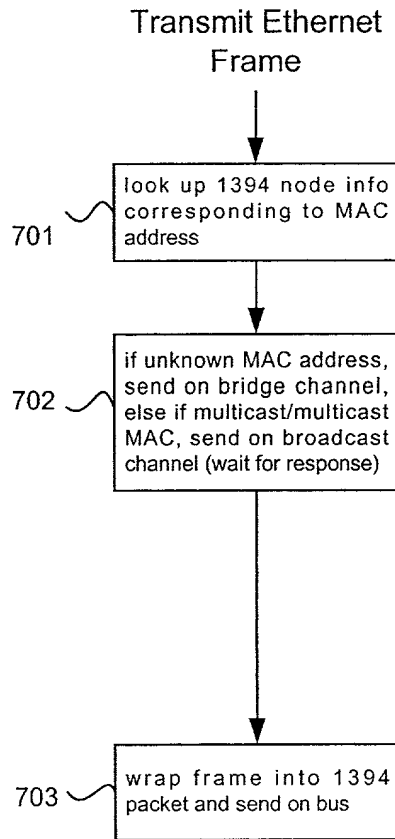 Transmit Ethernet
Frame
look up 1394 node info
corresponding to MAC
address
701
if unknown MAC address,
send on bridge channel,
else if multicast/multicast
MAC, send on broadcast
channel (wait for response)
702
wrap frame into 1394
packet and send on bus
703